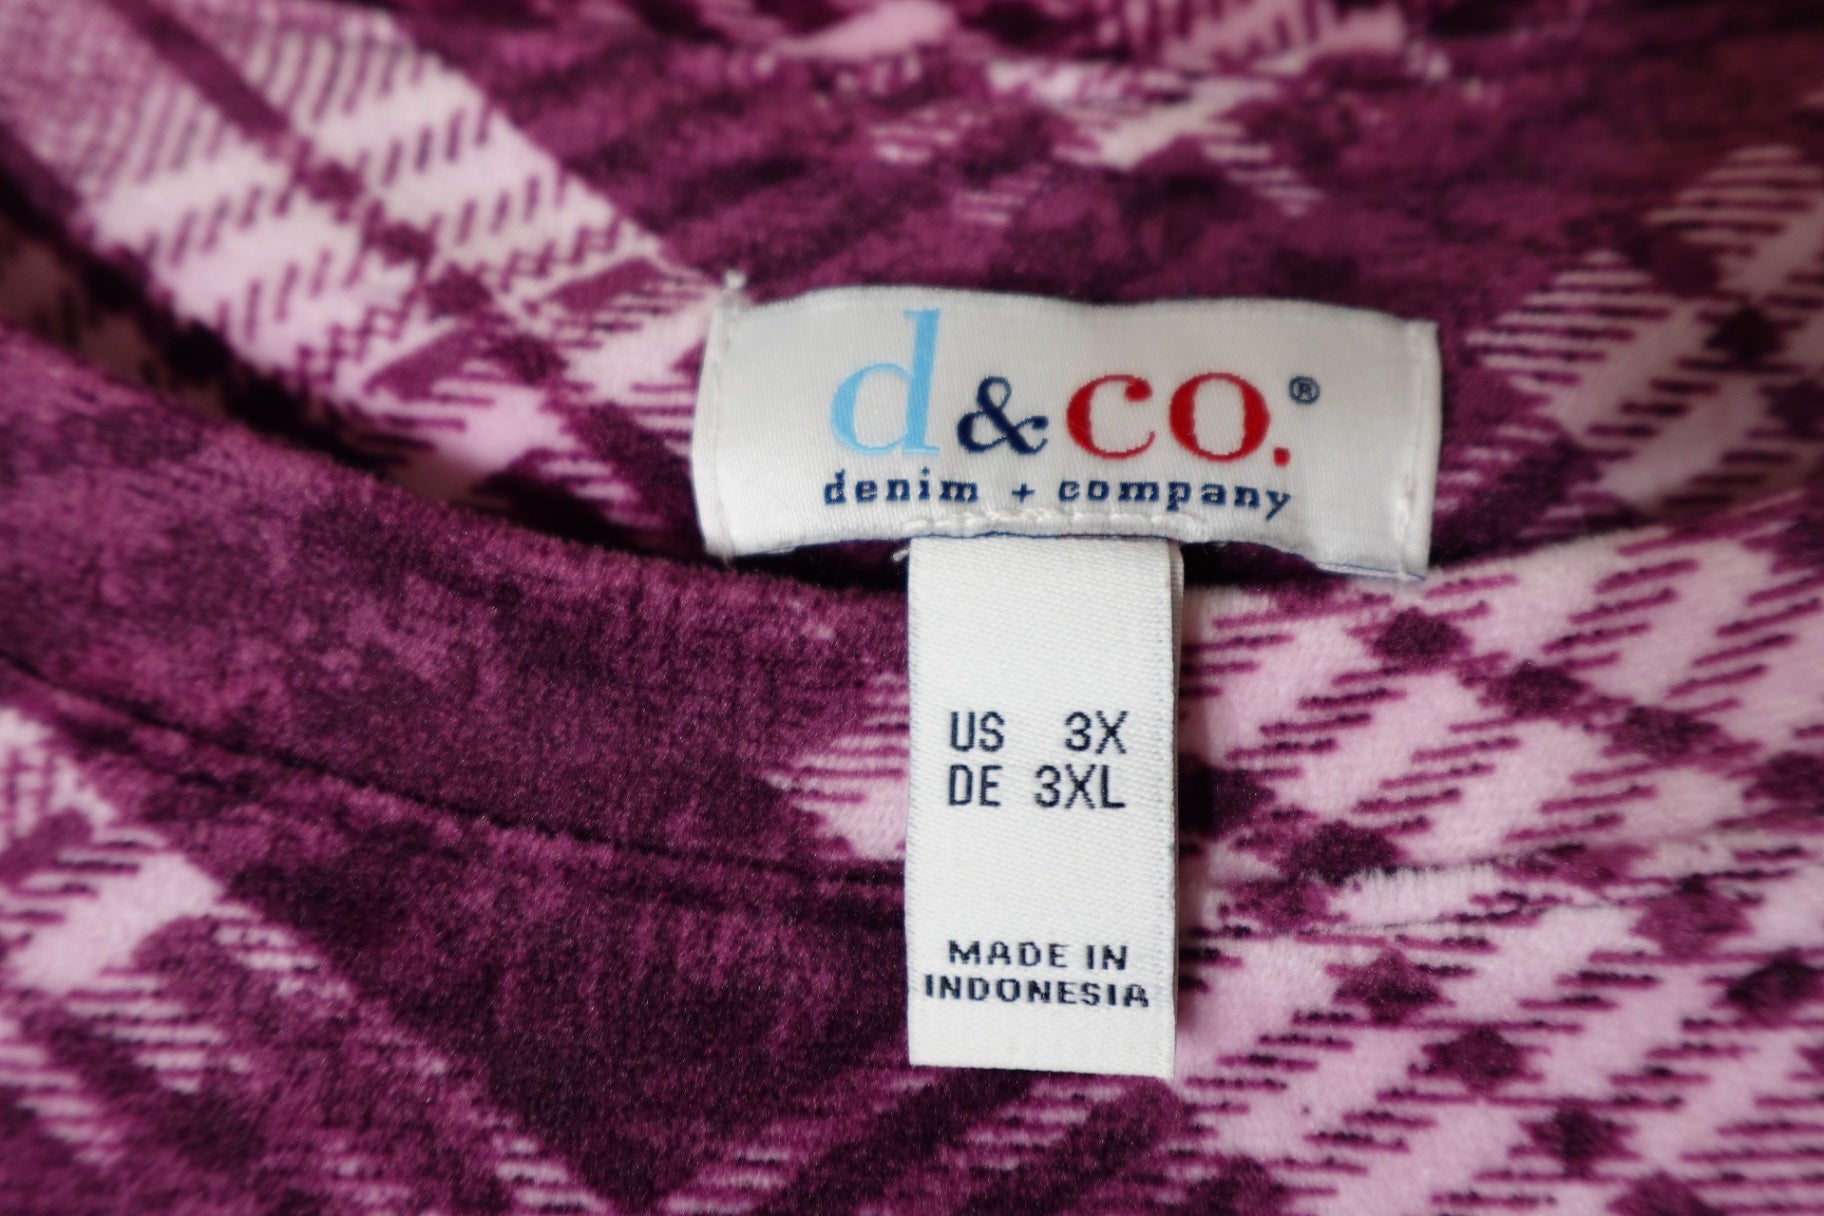 d&co.®
denim + company
US 3X
DE 3XL
MADE IN
INDONESIA